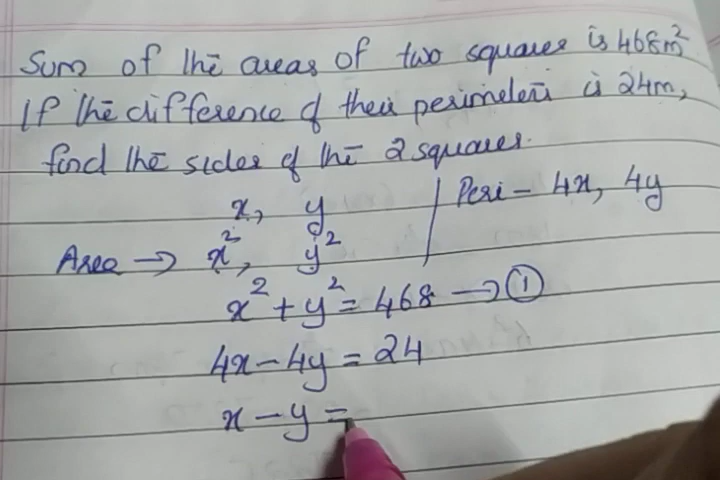 Sum of the areas of two squares is 468m²
If the difference of their perimeters is 24m,
find the sides of the 2 squares.
x, y | Peri - 4x, 4y
Area → x², y²
x² + y² = 468 → ①
4x - 4y = 24
x - y =